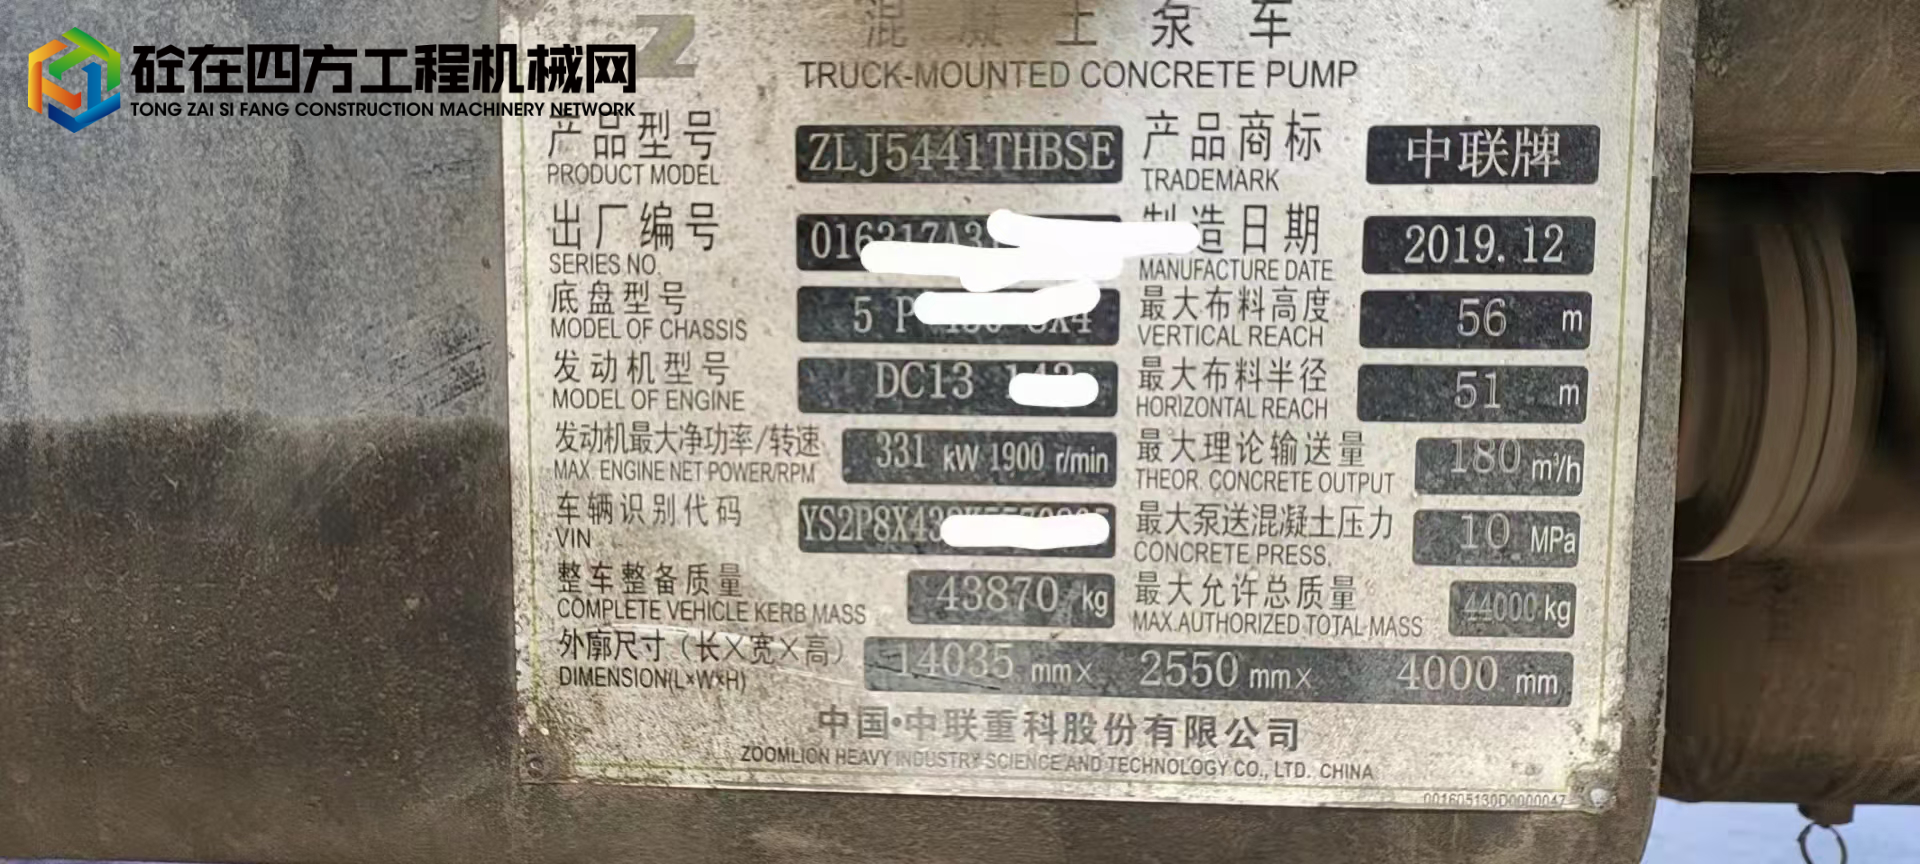 砼在四方工程机械网
TONG ZAI SI FANG CONSTRUCTION MACHINERY NETWORK
混凝土泵车
TRUCK-MOUNTED CONCRETE PUMP
产品型号 ZLJ5441THBSE 产品商标 中联牌
PRODUCT MODEL TRADEMARK
出厂编号 制造日期 2019.12
SERIES NO. MANUFACTURE DATE
底盘型号 5 P 8X4 最大布料高度 56 m
MODEL OF CHASSIS VERTICAL REACH
发动机型号 DC13 最大布料半径 51 m
MODEL OF ENGINE HORIZONTAL REACH
发动机最大净功率/转速 331 kW 1900 r/min 最大理论输送量 180 m³/h
MAX. ENGINE NET POWER/RPM THEOR. CONCRETE OUTPUT
车辆识别代码 YS2P8X43 最大泵送混凝土压力 10 MPa
VIN CONCRETE PRESS.
整车整备质量 43870 kg 最大允许总质量 44000 kg
COMPLETE VEHICLE KERB MASS MAX.AUTHORIZED TOTAL MASS
外廓尺寸(长×宽×高) 14035 mm× 2550 mm× 4000 mm
DIMENSION(L×W×H)
中国·中联重科股份有限公司
ZOOMLION HEAVY INDUSTRY SCIENCE AND TECHNOLOGY CO., LTD. CHINA
001605130D0000047